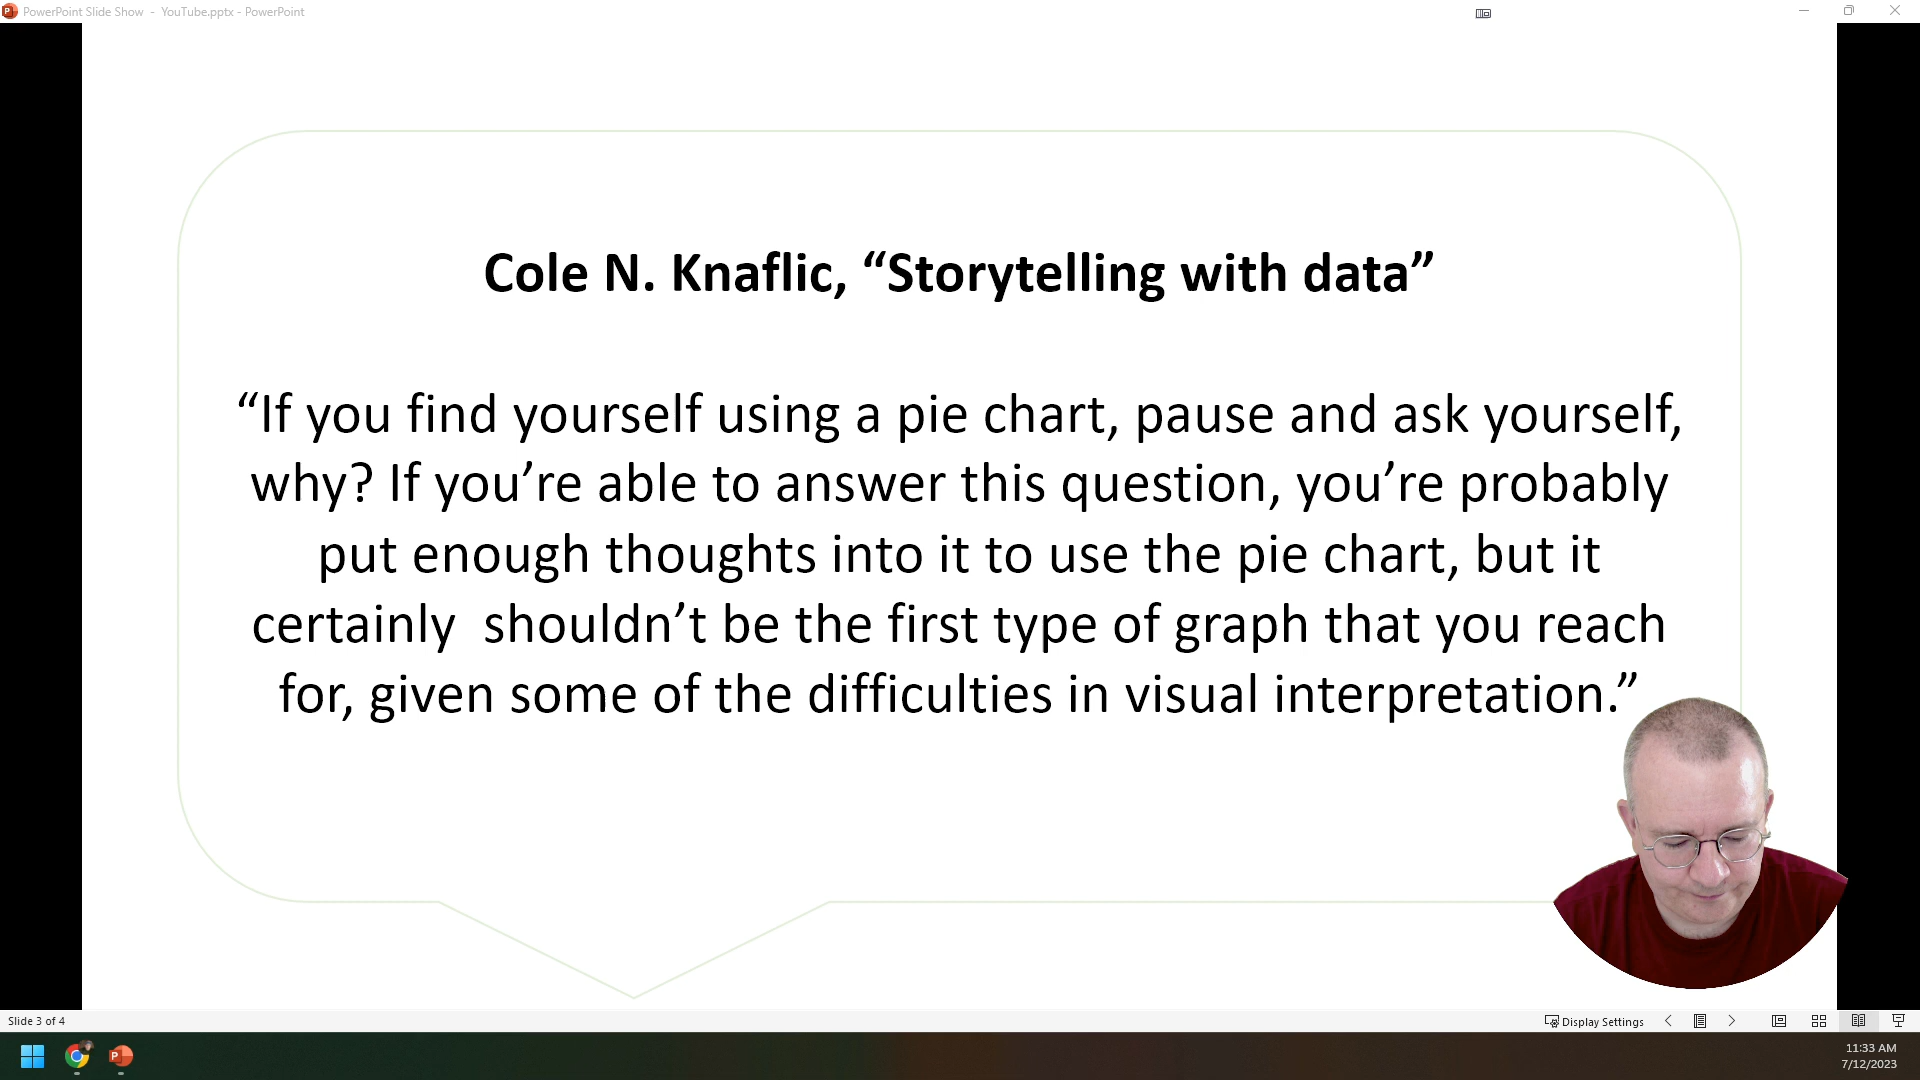 PowerPoint Slide Show - YouTube.pptx - PowerPoint
Cole N. Knaflic, “Storytelling with data”
“If you find yourself using a pie chart, pause and ask yourself,
why? If you’re able to answer this question, you’re probably
put enough thoughts into it to use the pie chart, but it
certainly  shouldn’t be the first type of graph that you reach
for, given some of the difficulties in visual interpretation.”
Slide 3 of 4
Display Settings
11:33 AM
7/12/2023